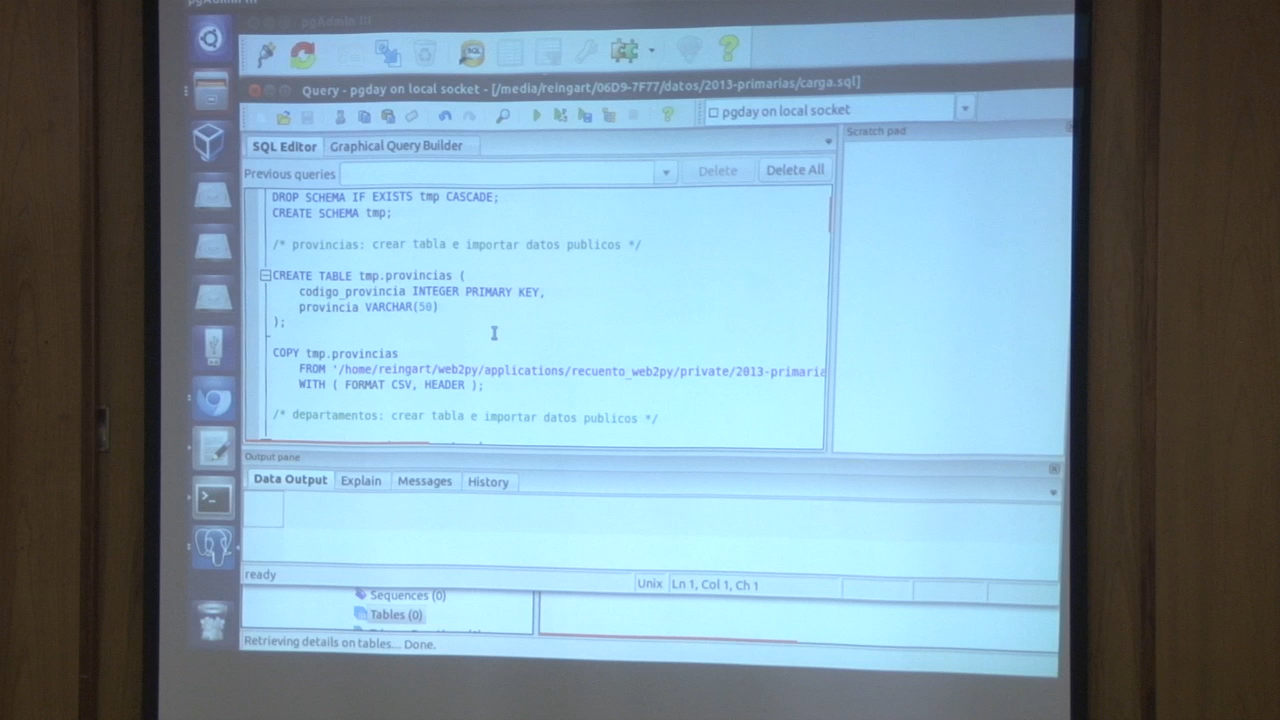 pgAdmin III
pgAdmin III
Query - pgday on local socket - [/media/reingart/06D9-7F77/datos/2013-primarias/carga.sql]
SQL
pgday on local socket
SQL Editor Graphical Query Builder
Scratch pad
Previous queries Delete Delete All
DROP SCHEMA IF EXISTS tmp CASCADE;
CREATE SCHEMA tmp;
/* provincias: crear tabla e importar datos publicos */
CREATE TABLE tmp.provincias (
codigo_provincia INTEGER PRIMARY KEY,
provincia VARCHAR(50)
);
COPY tmp.provincias
FROM '/home/reingart/web2py/applications/recuento_web2py/private/2013-primaria
WITH ( FORMAT CSV, HEADER );
/* departamentos: crear tabla e importar datos publicos */
Output pane
Data Output Explain Messages History
ready Unix Ln 1, Col 1, Ch 1
Sequences (0)
Tables (0)
Retrieving details on tables... Done.